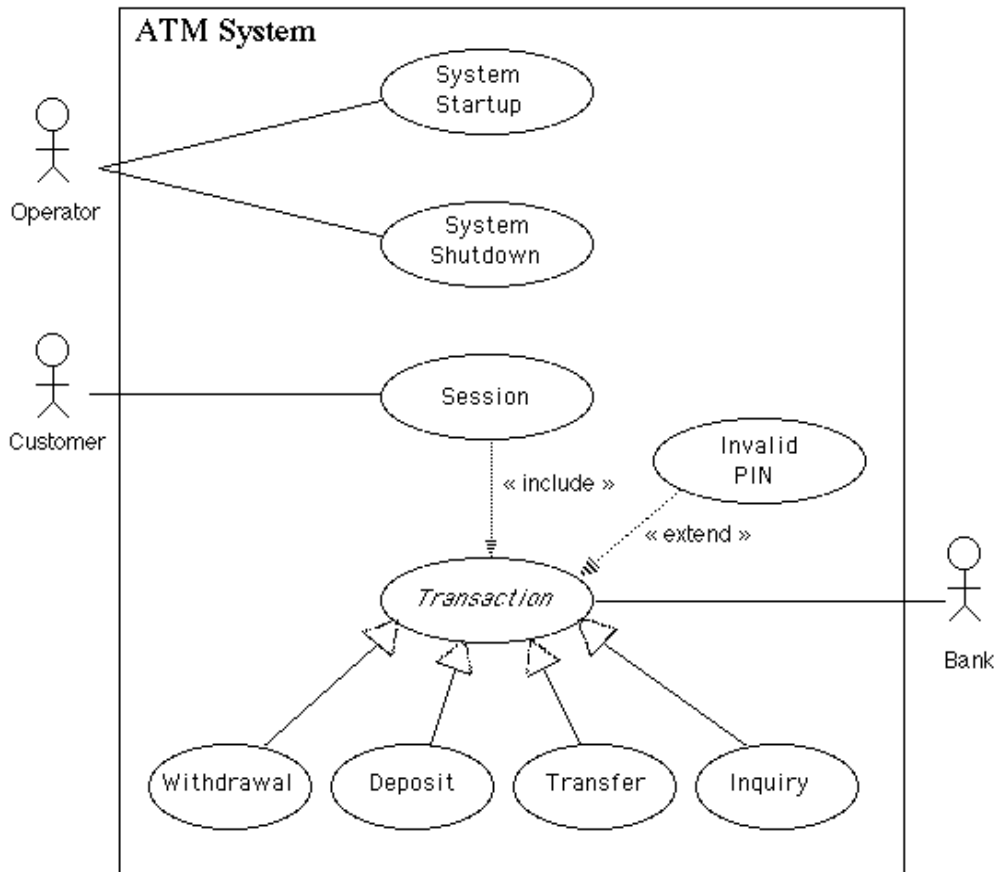 ATM System
System
Startup
Operator
System
Shutdown
Session
Customer
Invalid
PIN
« include »
« extend »
Transaction
Bank
Withdrawal
Deposit
Transfer
Inquiry